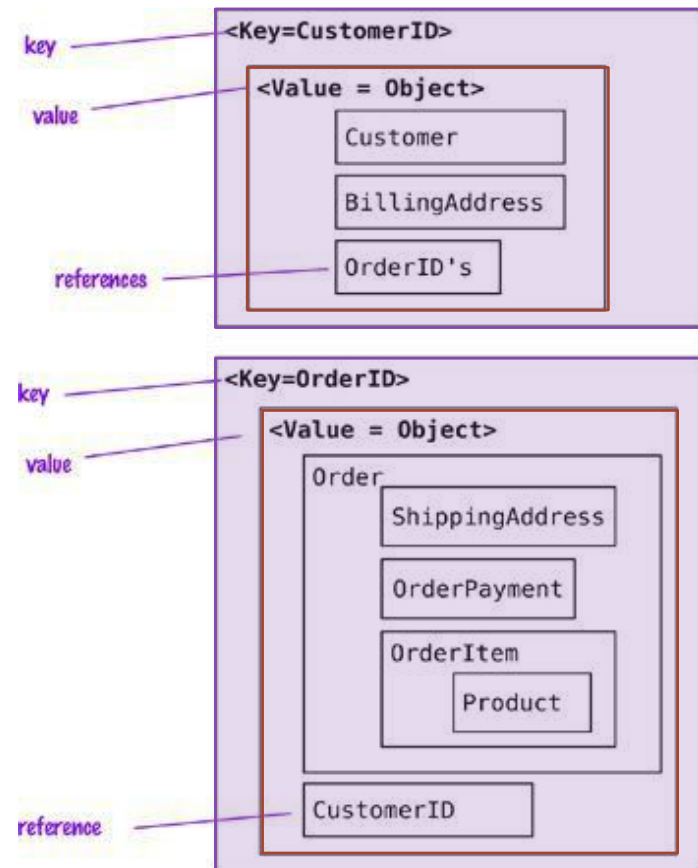 key
<Key=CustomerID>
value
<Value = Object>
Customer
BillingAddress
references
OrderID's
key
<Key=OrderID>
value
<Value = Object>
Order
ShippingAddress
OrderPayment
OrderItem
Product
reference
CustomerID